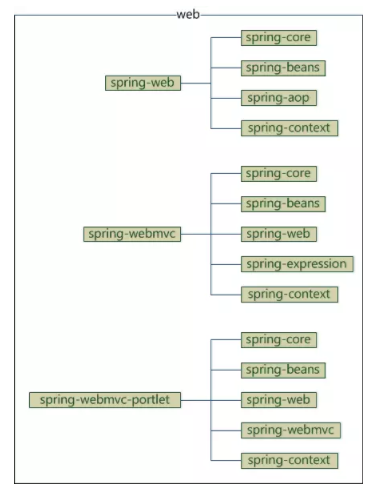 web
spring-web
spring-core
spring-beans
spring-aop
spring-context
spring-webmvc
spring-core
spring-beans
spring-web
spring-expression
spring-context
spring-webmvc-portlet
spring-core
spring-beans
spring-web
spring-webmvc
spring-context